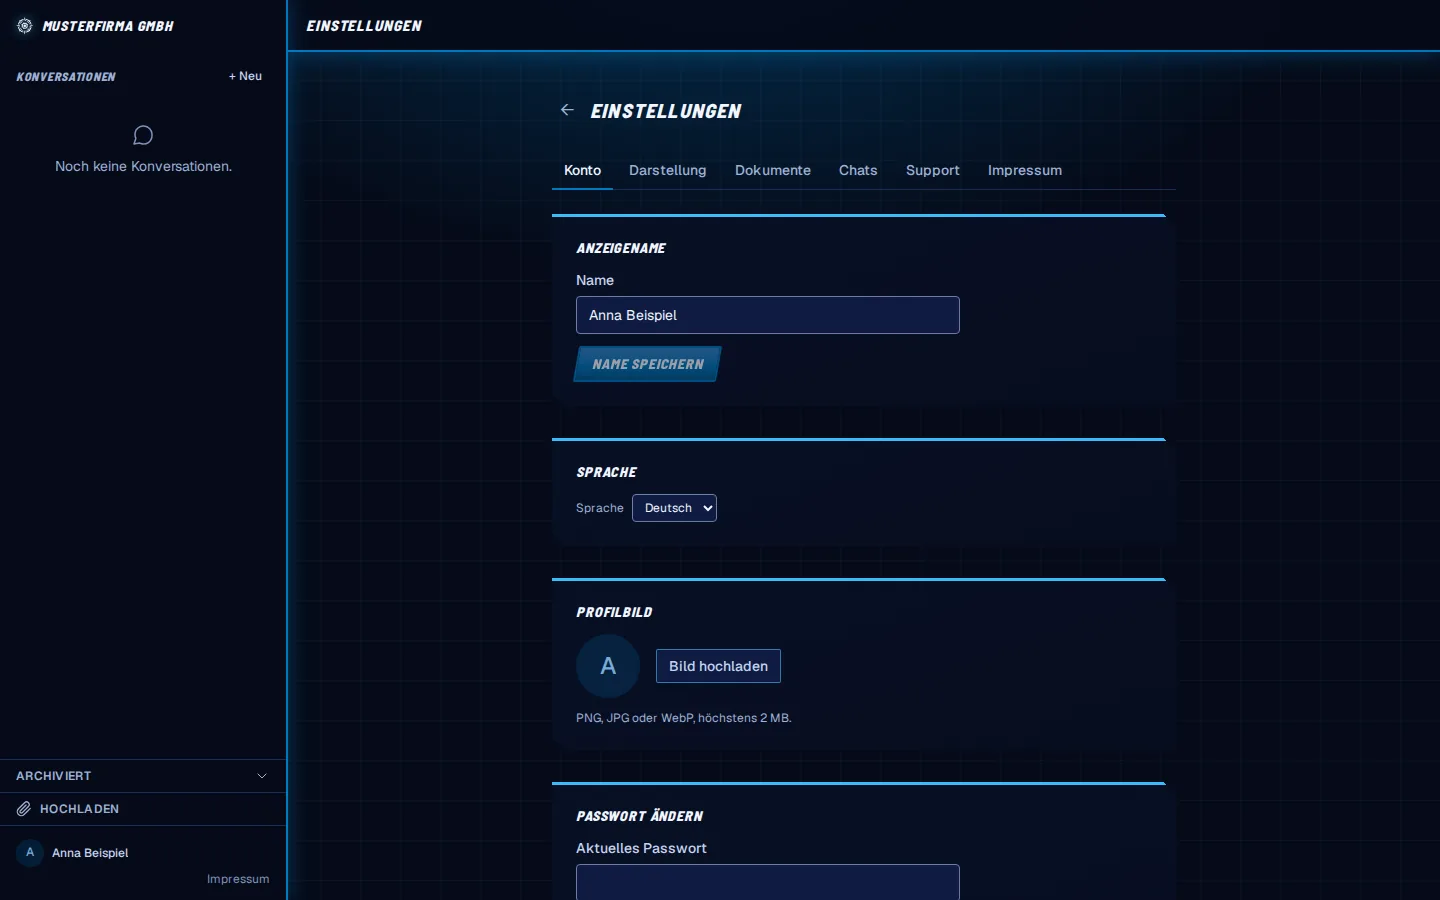 MUSTERFIRMA GMBH
EINSTELLUNGEN
KONVERSATIONEN
+ Neu
Noch keine Konversationen.
EINSTELLUNGEN
Konto Darstellung Dokumente Chats Support Impressum
ANZEIGENAME
Name
Anna Beispiel
NAME SPEICHERN
SPRACHE
Sprache Deutsch
PROFILBILD
A Bild hochladen
PNG, JPG oder WebP, höchstens 2 MB.
PASSWORT ÄNDERN
Aktuelles Passwort
ARCHIVIERT
HOCHLADEN
A Anna Beispiel
Impressum